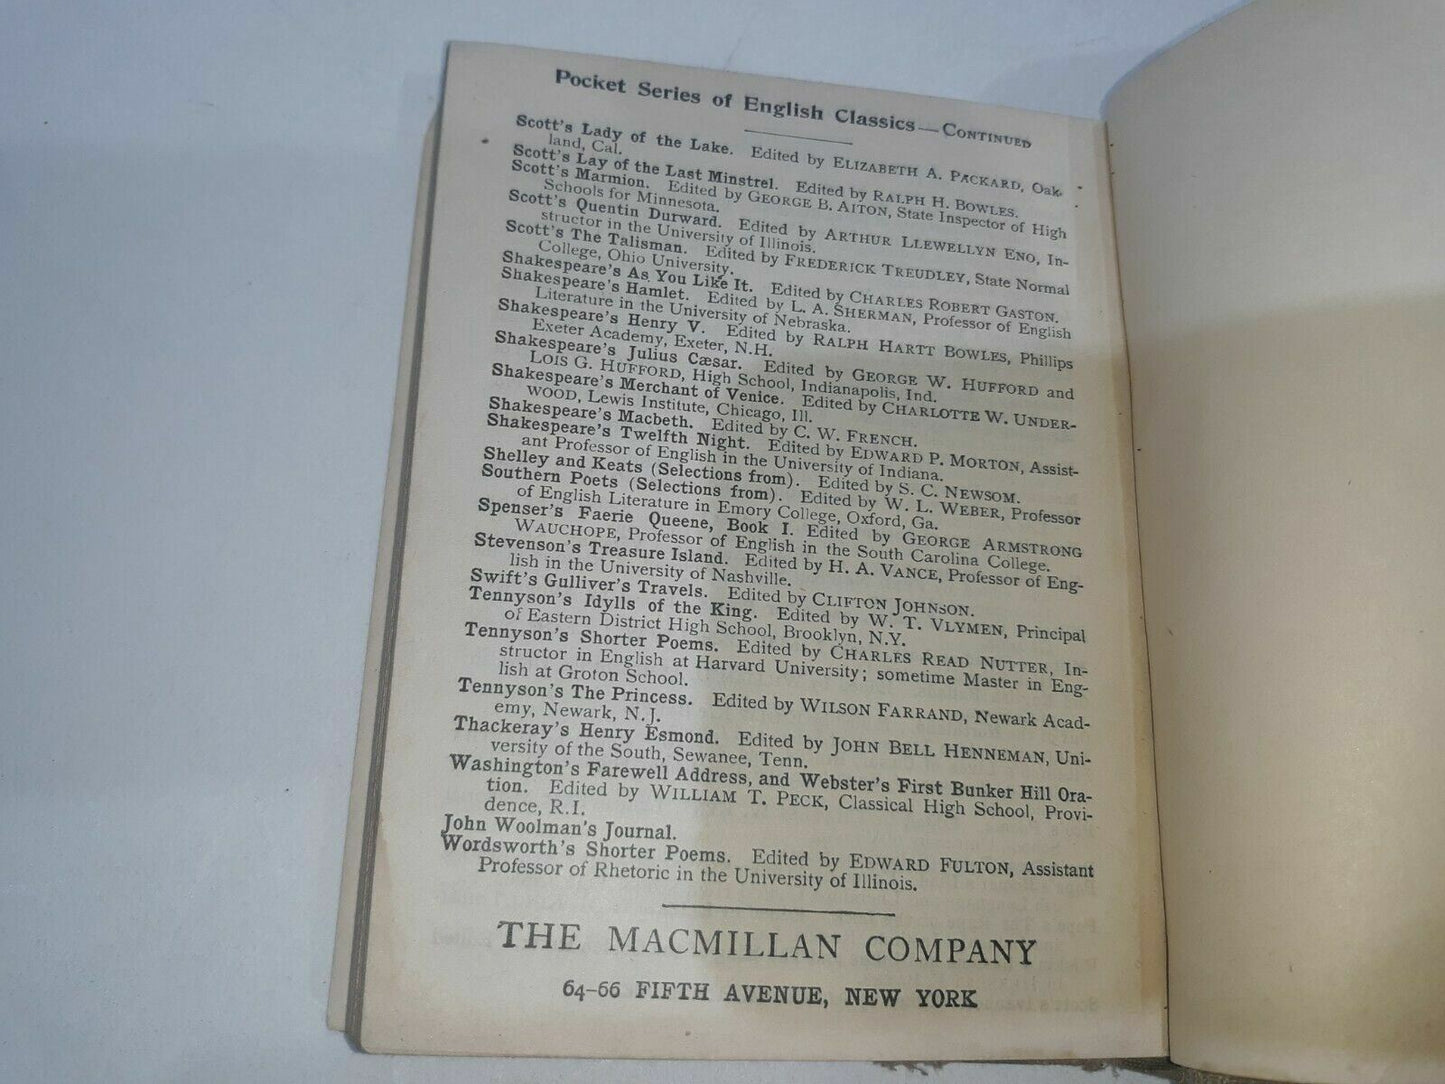 Pocket Series of English Classics—CONTINUED
Scott's Lady of the Lake. Edited by ELIZABETH A. PACKARD, Oak-
land, Cal.
Scott's Lay of the Last Minstrel. Edited by RALPH H. BOWLES.
Scott's Marmion. Edited by GEORGE B. AITON, State Inspector of High
Schools for Minnesota.
Scott's Quentin Durward. Edited by ARTHUR LLEWELLYN ENO, In-
structor in the University of Illinois.
Scott's The Talisman. Edited by FREDERICK TREUDLEY, State Normal
College, Ohio University.
Shakespeare's As You Like It. Edited by CHARLES ROBERT GASTON.
Shakespeare's Hamlet. Edited by L. A. SHERMAN, Professor of English
Literature in the University of Nebraska.
Shakespeare's Henry V. Edited by RALPH HARTT BOWLES, Phillips
Exeter Academy, Exeter, N.H.
Shakespeare's Julius Cæsar. Edited by GEORGE W. HUFFORD and
LOIS G. HUFFORD, High School, Indianapolis, Ind.
Shakespeare's Merchant of Venice. Edited by CHARLOTTE W. UNDER-
WOOD, Lewis Institute, Chicago, Ill.
Shakespeare's Macbeth. Edited by C. W. FRENCH.
Shakespeare's Twelfth Night. Edited by EDWARD P. MORTON, Assist-
ant Professor of English in the University of Indiana.
Shelley and Keats (Selections from). Edited by S. C. NEWSOM.
Southern Poets (Selections from). Edited by W. L. WEBER, Professor
of English Literature in Emory College, Oxford, Ga.
Spenser's Faerie Queene, Book I. Edited by GEORGE ARMSTRONG
WAUCHOPE, Professor of English in the South Carolina College.
Stevenson's Treasure Island. Edited by H. A. VANCE, Professor of Eng-
lish in the University of Nashville.
Swift's Gulliver's Travels. Edited by CLIFTON JOHNSON.
Tennyson's Idylls of the King. Edited by W. T. VLYMEN, Principal
of Eastern District High School, Brooklyn, N.Y.
Tennyson's Shorter Poems. Edited by CHARLES READ NUTTER, In-
structor in English at Harvard University; sometime Master in Eng-
lish at Groton School.
Tennyson's The Princess. Edited by WILSON FARRAND, Newark Acad-
emy, Newark, N.J.
Thackeray's Henry Esmond. Edited by JOHN BELL HENNEMAN, Uni-
versity of the South, Sewanee, Tenn.
Washington's Farewell Address, and Webster's First Bunker Hill Ora-
tion. Edited by WILLIAM T. PECK, Classical High School, Provi-
dence, R.I.
John Woolman's Journal.
Wordsworth's Shorter Poems. Edited by EDWARD FULTON, Assistant
Professor of Rhetoric in the University of Illinois.
THE MACMILLAN COMPANY
64-66 FIFTH AVENUE, NEW YORK